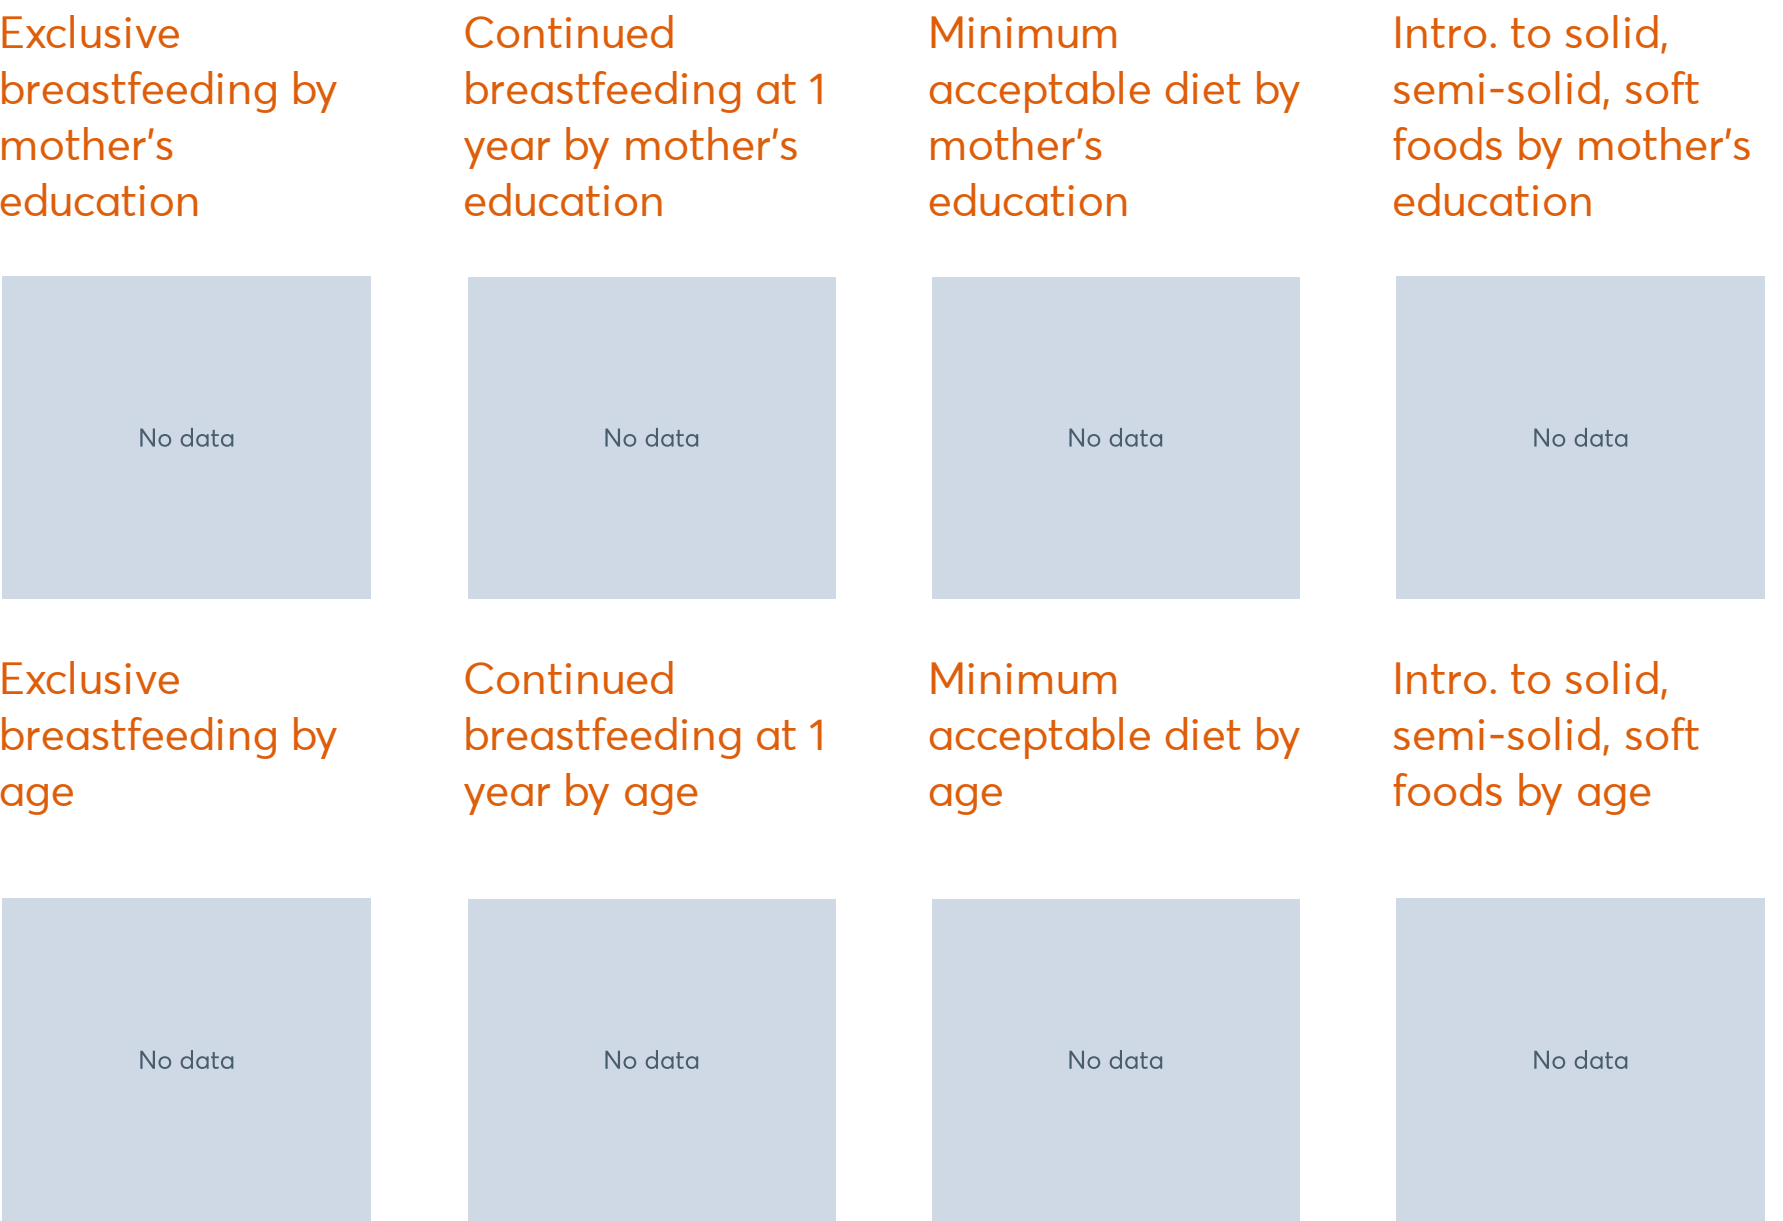 Exclusive
breastfeeding by
mother's
education
Continued
breastfeeding at 1
year by mother's
education
Minimum
acceptable diet by
mother's
education
Intro. to solid,
semi-solid, soft
foods by mother's
education
No data
No data
No data
No data
Exclusive
breastfeeding by
age
Continued
breastfeeding at 1
year by age
Minimum
acceptable diet by
age
Intro. to solid,
semi-solid, soft
foods by age
No data
No data
No data
No data